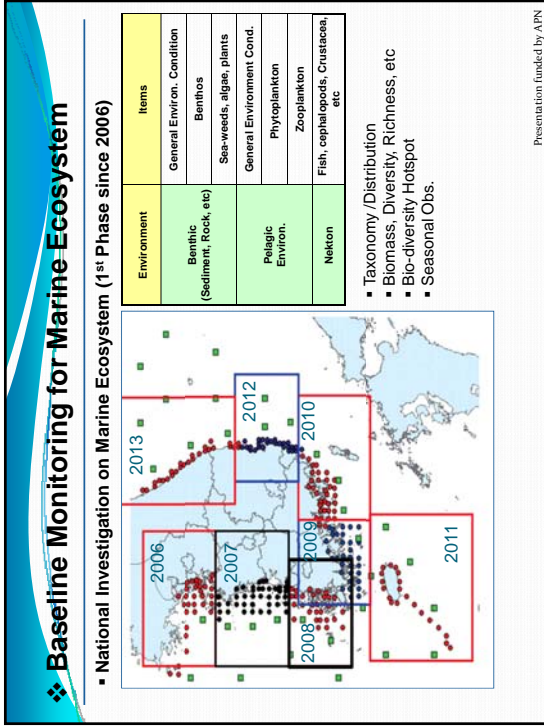 ❖ Baseline Monitoring for Marine Ecosystem
▪ National Investigation on Marine Ecosystem (1st Phase since 2006)
2006
2007
2008
2009
2010
2011
2012
2013
Environment Items
Benthic
(Sediment, Rock, etc)
General Environ. Condition
Benthos
Sea-weeds, algae, plants
Pelagic
Environ.
General Environment Cond.
Phytoplankton
Zooplankton
Nekton
Fish, cephalopods, Crustacea,
etc
▪ Taxonomy /Distribution
▪ Biomass, Diversity, Richness, etc
▪ Bio-diversity Hotspot
▪ Seasonal Obs.
Presentation funded by APN